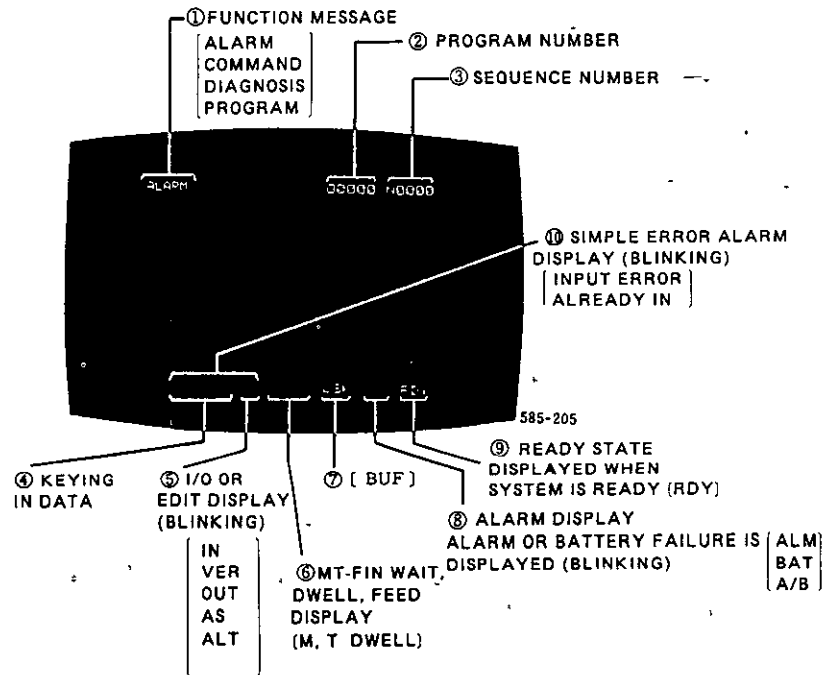 ①FUNCTION MESSAGE
ALARM
COMMAND
DIAGNOSIS
PROGRAM
② PROGRAM NUMBER
③ SEQUENCE NUMBER
ALARM
O0000 N0000
⑩ SIMPLE ERROR ALARM
DISPLAY (BLINKING)
INPUT ERROR
ALREADY IN
RDY
585-205
④ KEYING
IN DATA
⑤ I/O OR
EDIT DISPLAY
(BLINKING)
IN
VER
OUT
AS
ALT
⑥MT-FIN WAIT,
DWELL, FEED
DISPLAY
(M, T DWELL)
⑦ [ BUF ]
⑧ ALARM DISPLAY
ALARM OR BATTERY FAILURE IS
DISPLAYED (BLINKING)
ALM
BAT
A/B
⑨ READY STATE
DISPLAYED WHEN
SYSTEM IS READY (RDY)